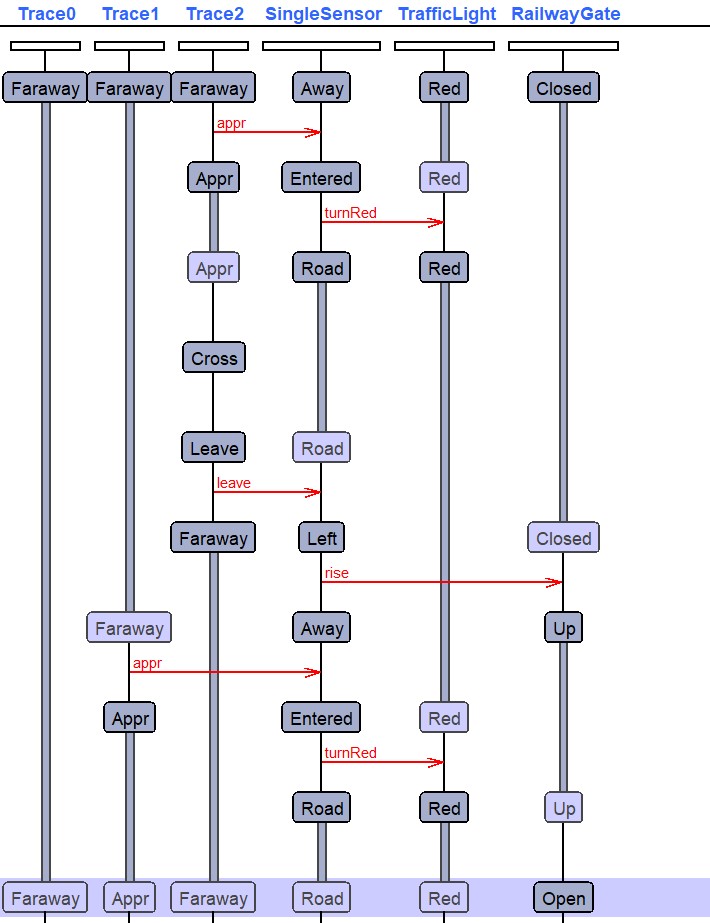 Trace0 Trace1 Trace2 SingleSensor TrafficLight RailwayGate
Faraway Faraway Faraway Away Red Closed
appr
Appr Entered Red
turnRed
Appr Road Red
Cross
Leave Road
leave
Faraway Left Closed
rise
Faraway Away Up
appr
Appr Entered Red
turnRed
Road Red Up
Faraway Appr Faraway Road Red Open